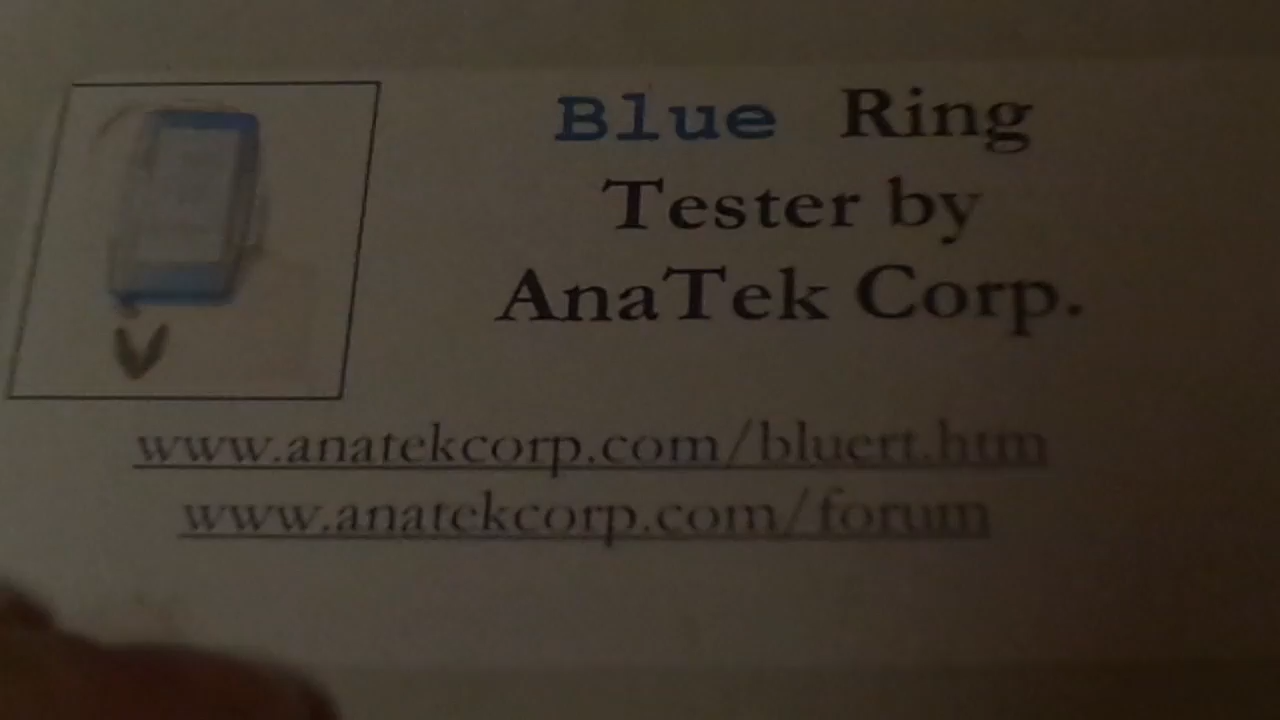 Blue Ring
Tester by
AnaTek Corp.
www.anatekcorp.com/bluert.htm
www.anatekcorp.com/forum